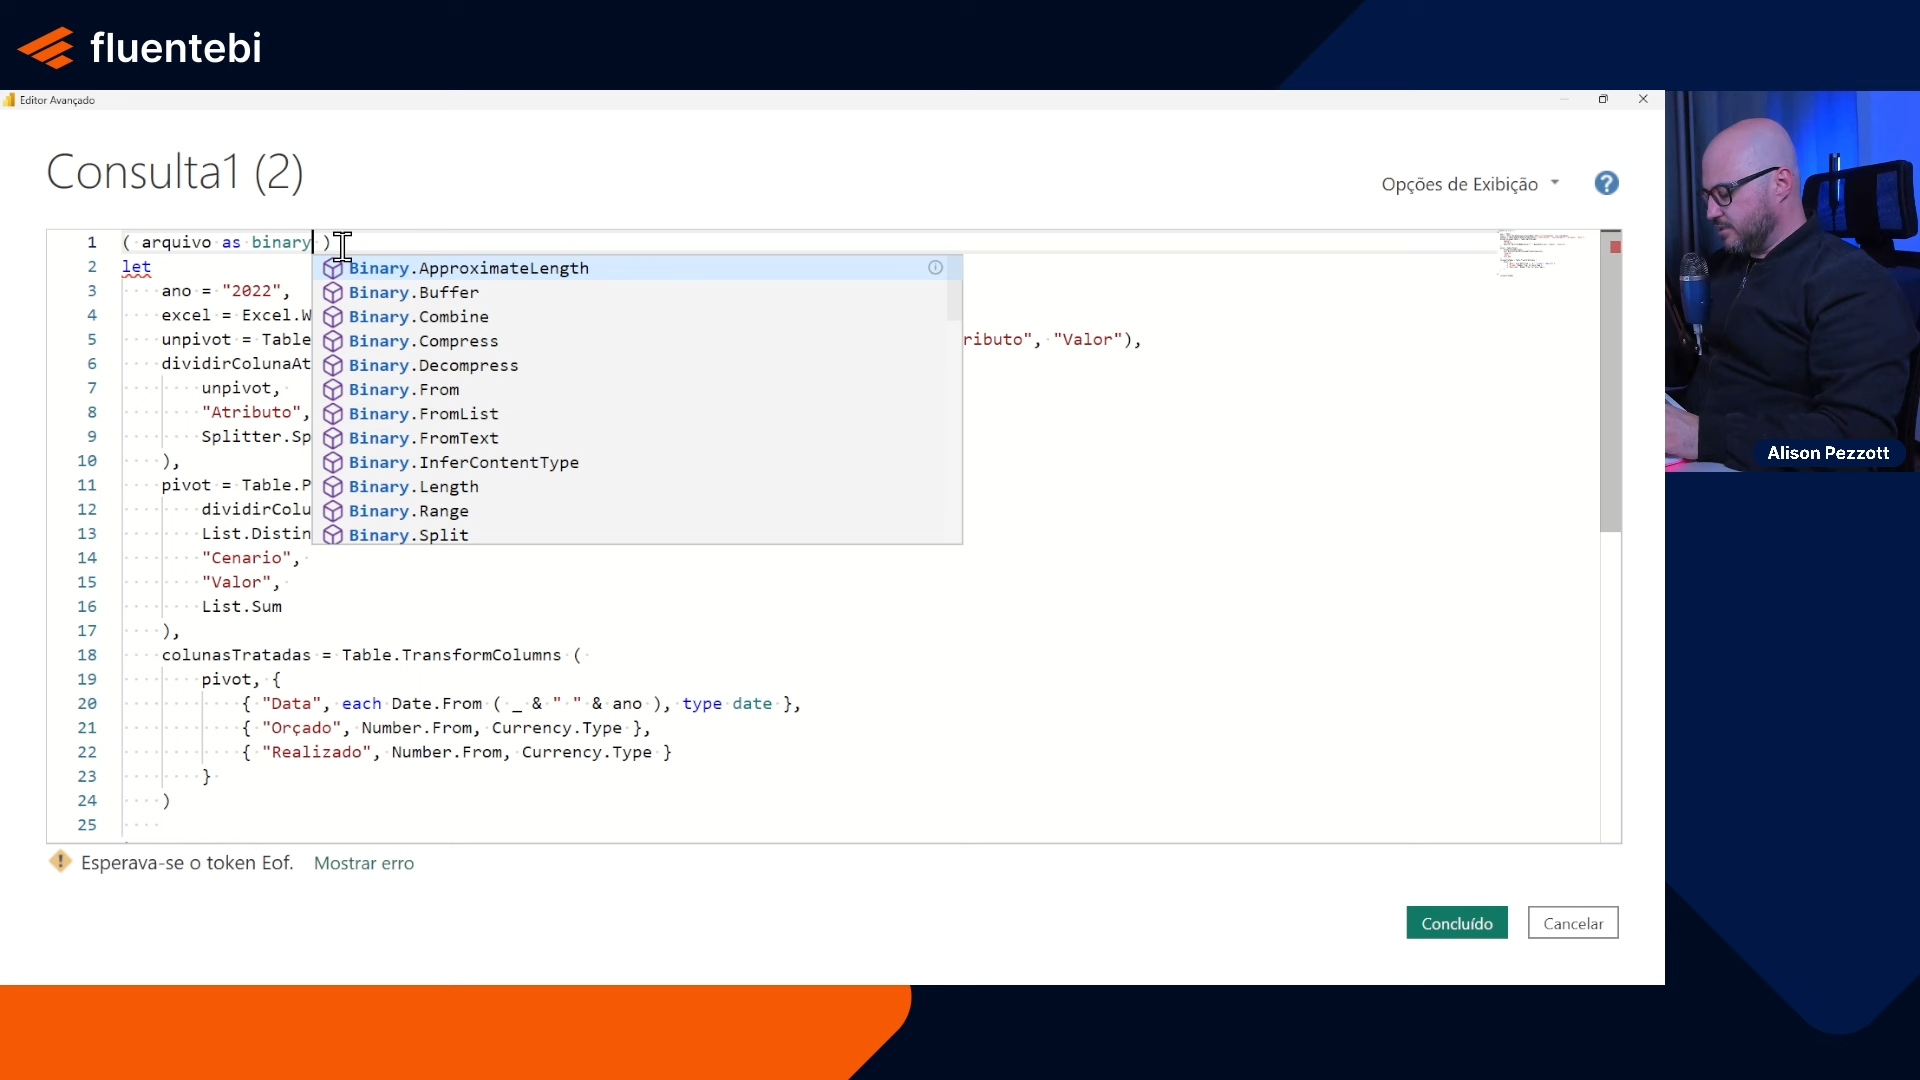 fluentebi
Editor Avançado
Consulta1 (2)
Opções de Exibição
?
1 ( arquivo as binary )
2 let
3 ano = "2022",
4 excel = Excel.W
5 unpivot = Table ributo", "Valor"),
6 dividirColunaAt
7 unpivot,
8 "Atributo",
9 Splitter.Sp
10 ),
11 pivot = Table.P
12 dividirColu
13 List.Distin
14 "Cenario",
15 "Valor",
16 List.Sum
17 ),
18 colunasTratadas = Table.TransformColumns (
19 pivot, {
20 { "Data", each Date.From ( _ & " " & ano ), type date },
21 { "Orçado", Number.From, Currency.Type },
22 { "Realizado", Number.From, Currency.Type }
23 }
24 )
25
Binary.ApproximateLength
Binary.Buffer
Binary.Combine
Binary.Compress
Binary.Decompress
Binary.From
Binary.FromList
Binary.FromText
Binary.InferContentType
Binary.Length
Binary.Range
Binary.Split
Esperava-se o token Eof. Mostrar erro
Concluído Cancelar
Alison Pezzott